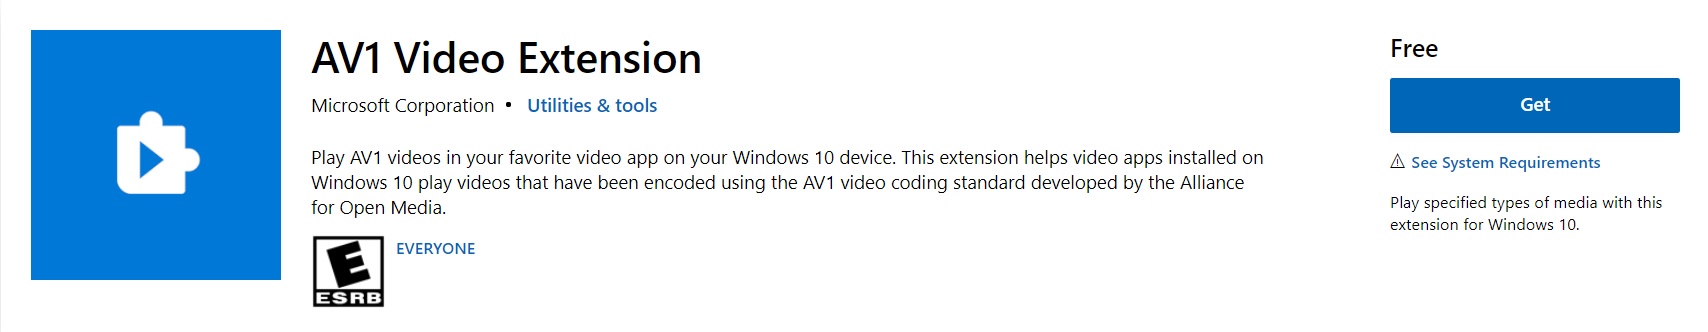 AV1 Video Extension
Microsoft Corporation • Utilities & tools
Play AV1 videos in your favorite video app on your Windows 10 device. This extension helps video apps installed on
Windows 10 play videos that have been encoded using the AV1 video coding standard developed by the Alliance
for Open Media.
E
ESRB
EVERYONE
Free
Get
⚠ See System Requirements
Play specified types of media with this
extension for Windows 10.